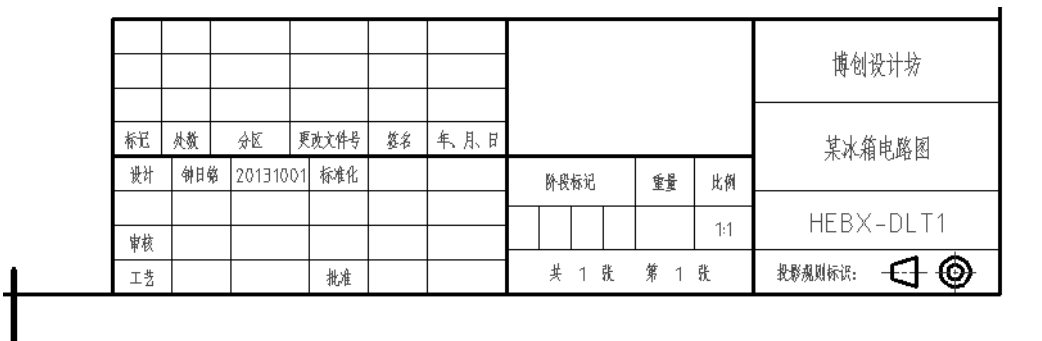 博创设计坊
某冰箱电路图
HEBX-DLT1
投影规则标识:
标记 处数 分区 更改文件号 签名 年、月、日
设计 钟日铭 20131001 标准化
审核
工艺 批准
阶段标记 重量 比例
1:1
共 1 张 第 1 张